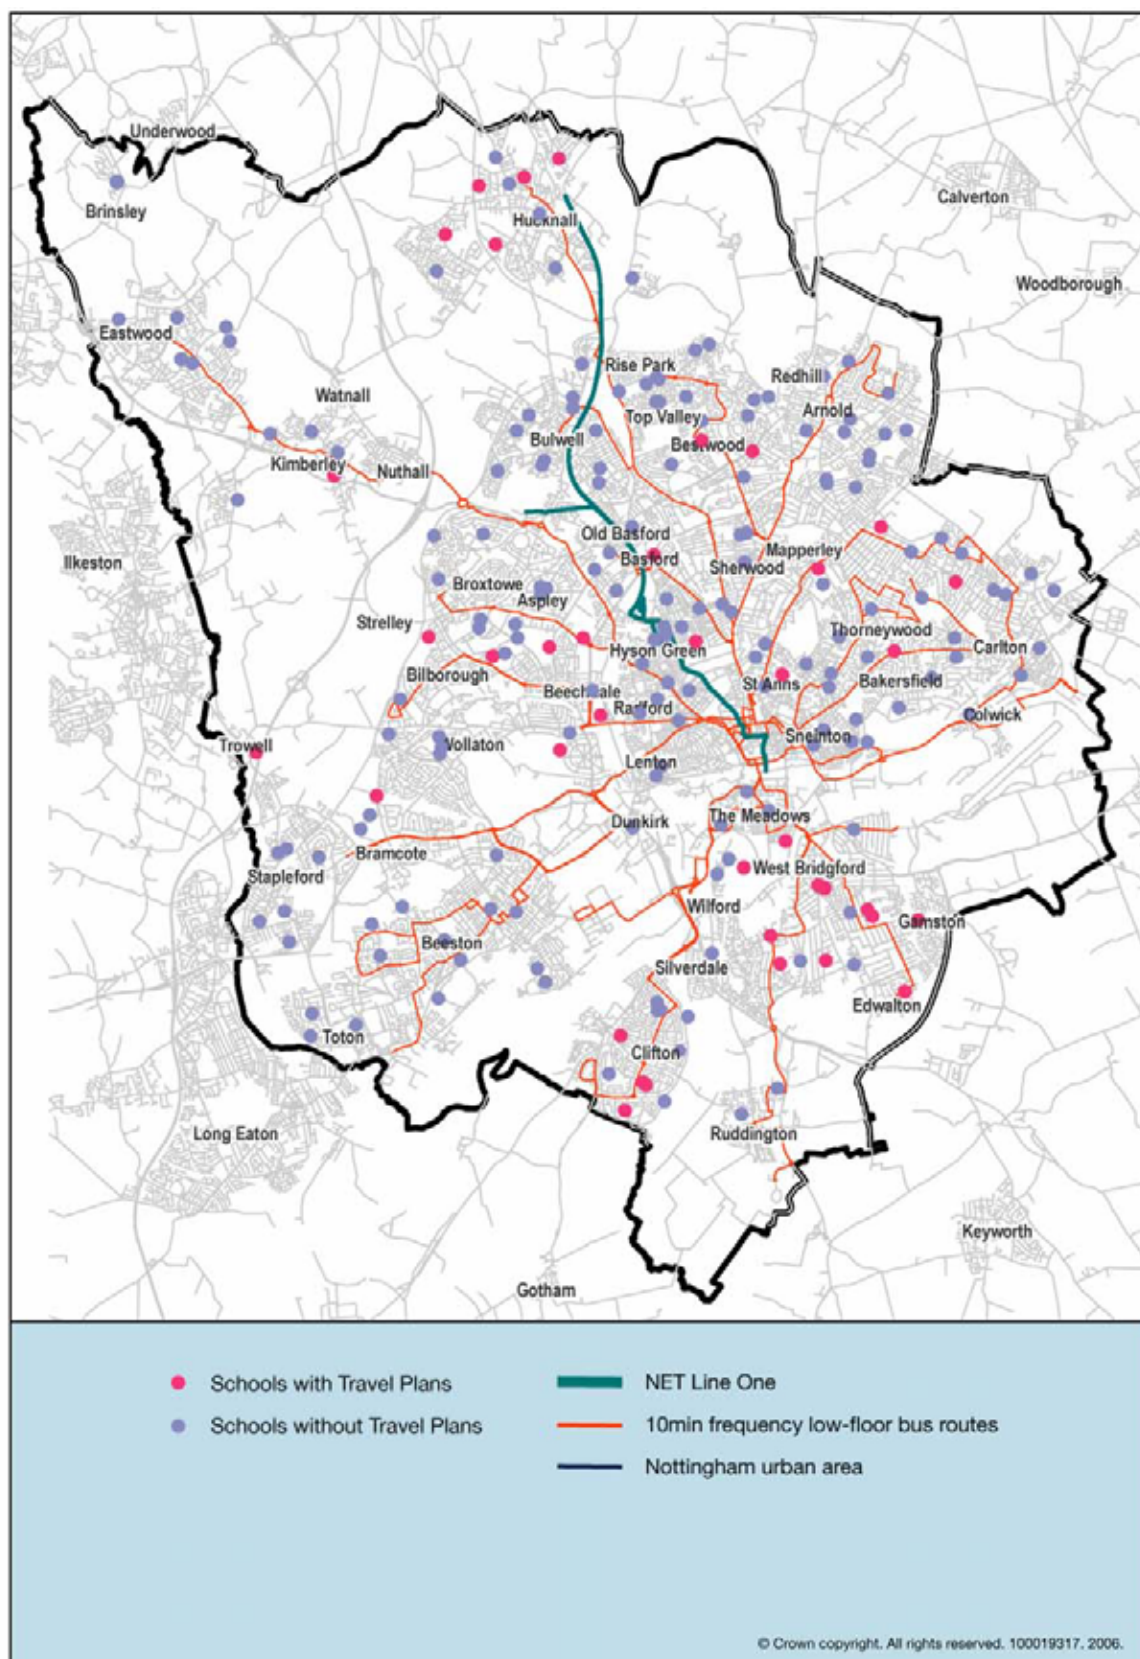 Underwood
Brinsley
Calverton
Hucknall
Woodborough
Eastwood
Rise Park
Redhill
Watnall
Top Valley
Arnold
Bulwell
Bestwood
Kimberley
Nuthall
Old Basford
Mapperley
Ilkeston
Basford
Sherwood
Broxtowe
Aspley
Strelley
Thorneywood
Hyson Green
Carlton
Bilborough
St Anns
Bakersfield
Beechdale
Radford
Colwick
Sneinton
Trowell
Wollaton
Lenton
Dunkirk
The Meadows
Bramcote
West Bridgford
Stapleford
Wilford
Gamston
Beeston
Silverdale
Edwalton
Toton
Clifton
Long Eaton
Ruddington
Keyworth
Gotham
Schools with Travel Plans
Schools without Travel Plans
NET Line One
10min frequency low-floor bus routes
Nottingham urban area
© Crown copyright. All rights reserved. 100019317. 2006.